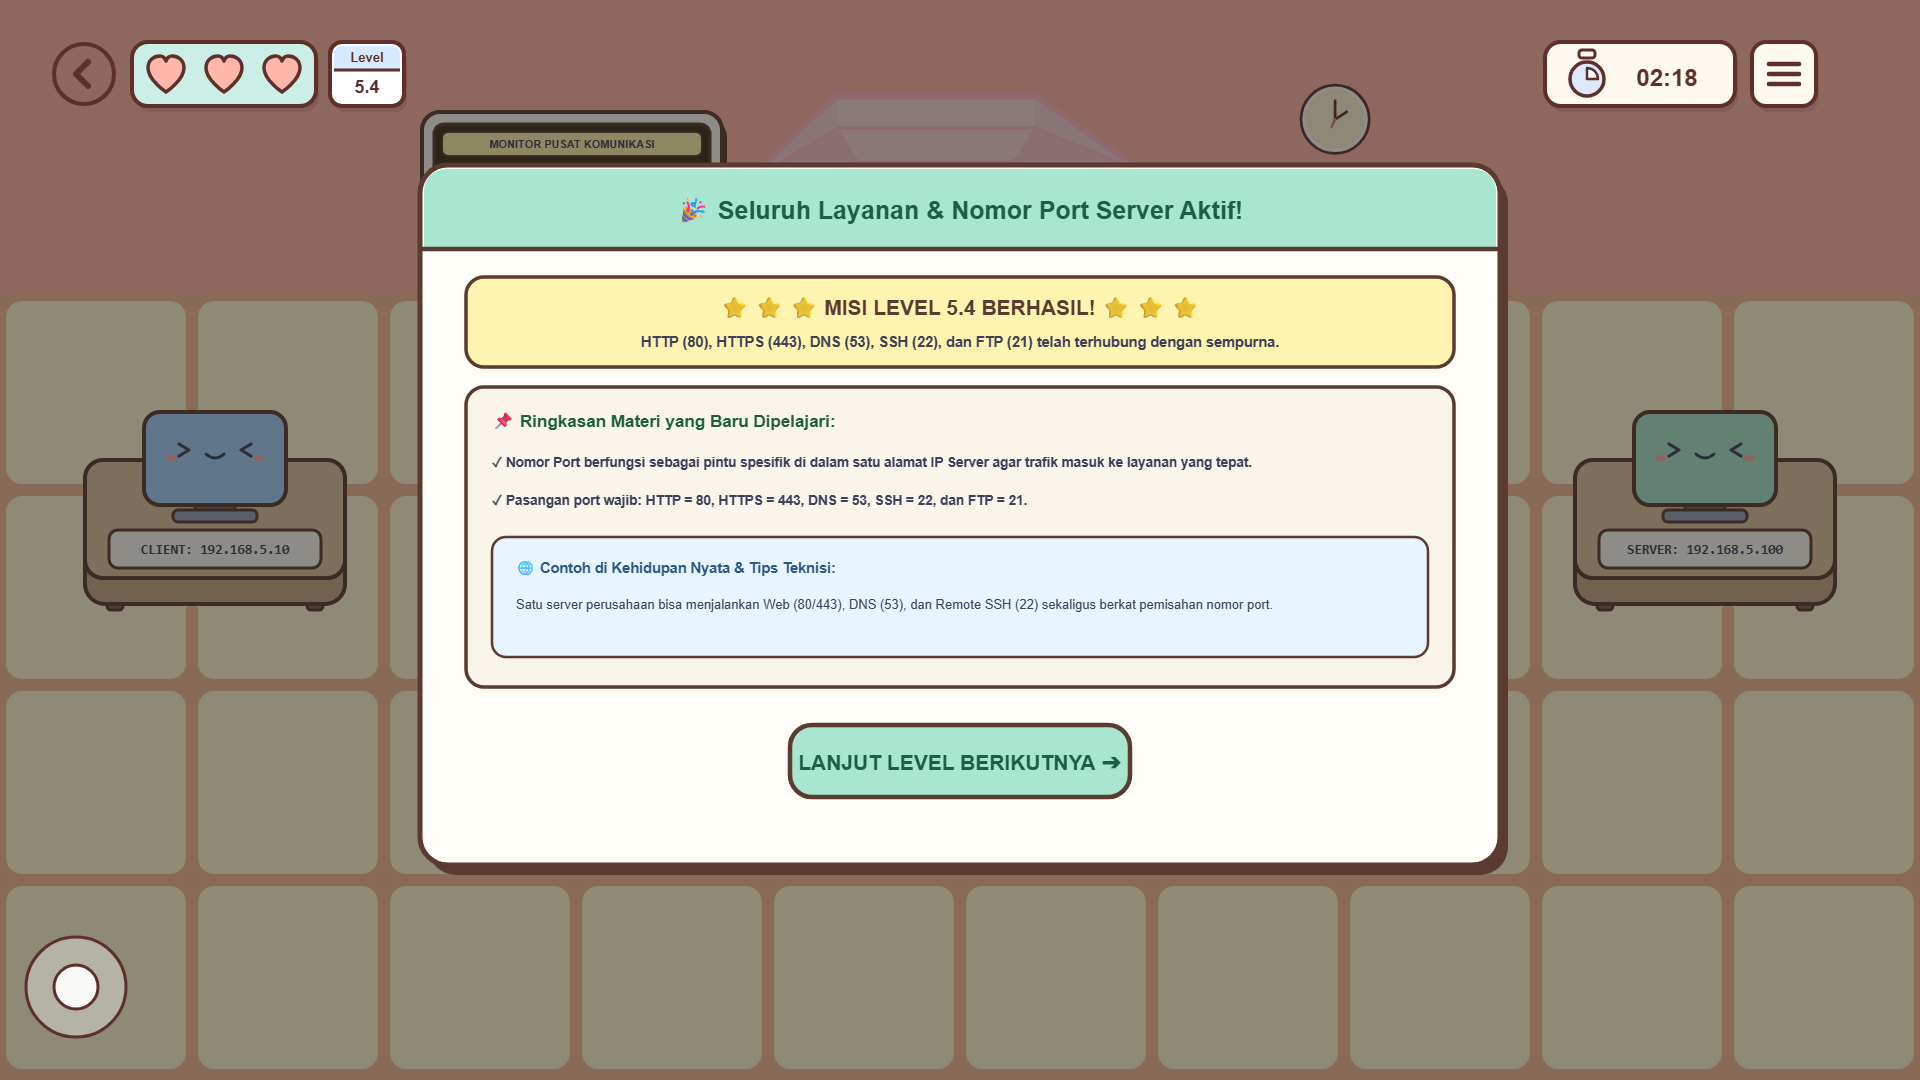 Level
5.4
02:18
MONITOR PUSAT KOMUNIKASI
🎉 Seluruh Layanan & Nomor Port Server Aktif!
⭐ ⭐ ⭐ MISI LEVEL 5.4 BERHASIL! ⭐ ⭐ ⭐
HTTP (80), HTTPS (443), DNS (53), SSH (22), dan FTP (21) telah terhubung dengan sempurna.
📌 Ringkasan Materi yang Baru Dipelajari:
✓ Nomor Port berfungsi sebagai pintu spesifik di dalam satu alamat IP Server agar trafik masuk ke layanan yang tepat.
✓ Pasangan port wajib: HTTP = 80, HTTPS = 443, DNS = 53, SSH = 22, dan FTP = 21.
🌐 Contoh di Kehidupan Nyata & Tips Teknisi:
Satu server perusahaan bisa menjalankan Web (80/443), DNS (53), dan Remote SSH (22) sekaligus berkat pemisahan nomor port.
CLIENT: 192.168.5.10
SERVER: 192.168.5.100
LANJUT LEVEL BERIKUTNYA ➔